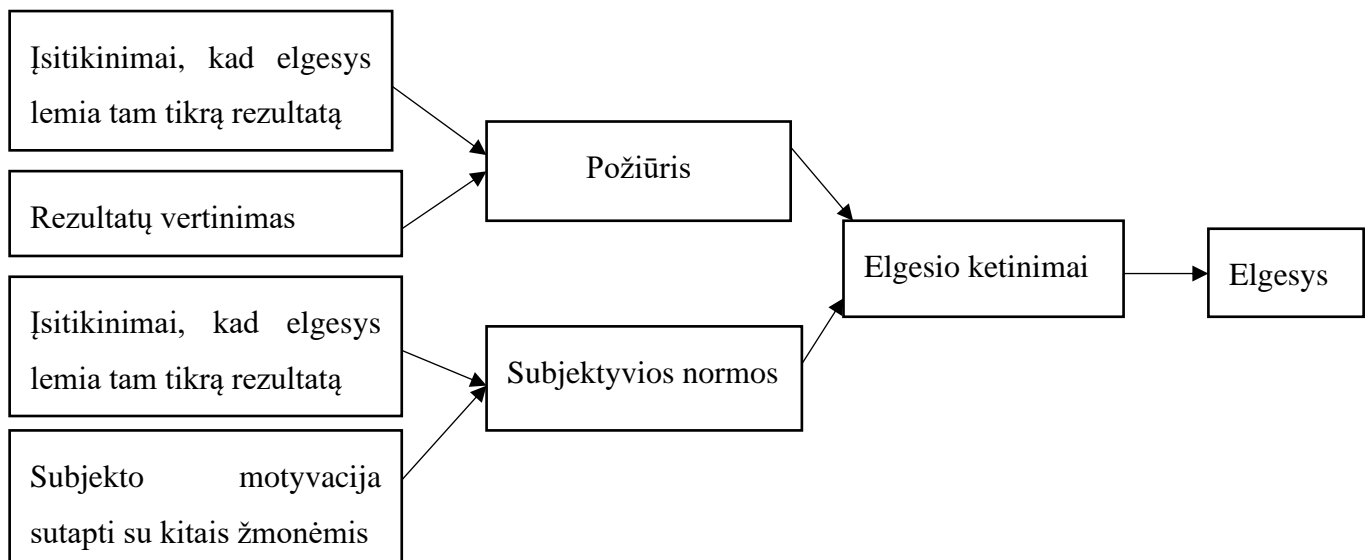 Įsitikinimai, kad elgesys
lemia tam tikrą rezultatą
Rezultatų vertinimas
Įsitikinimai, kad elgesys
lemia tam tikrą rezultatą
Subjekto motyvacija
sutapti su kitais žmonėmis
Požiūris
Subjektyvios normos
Elgesio ketinimai
Elgesys